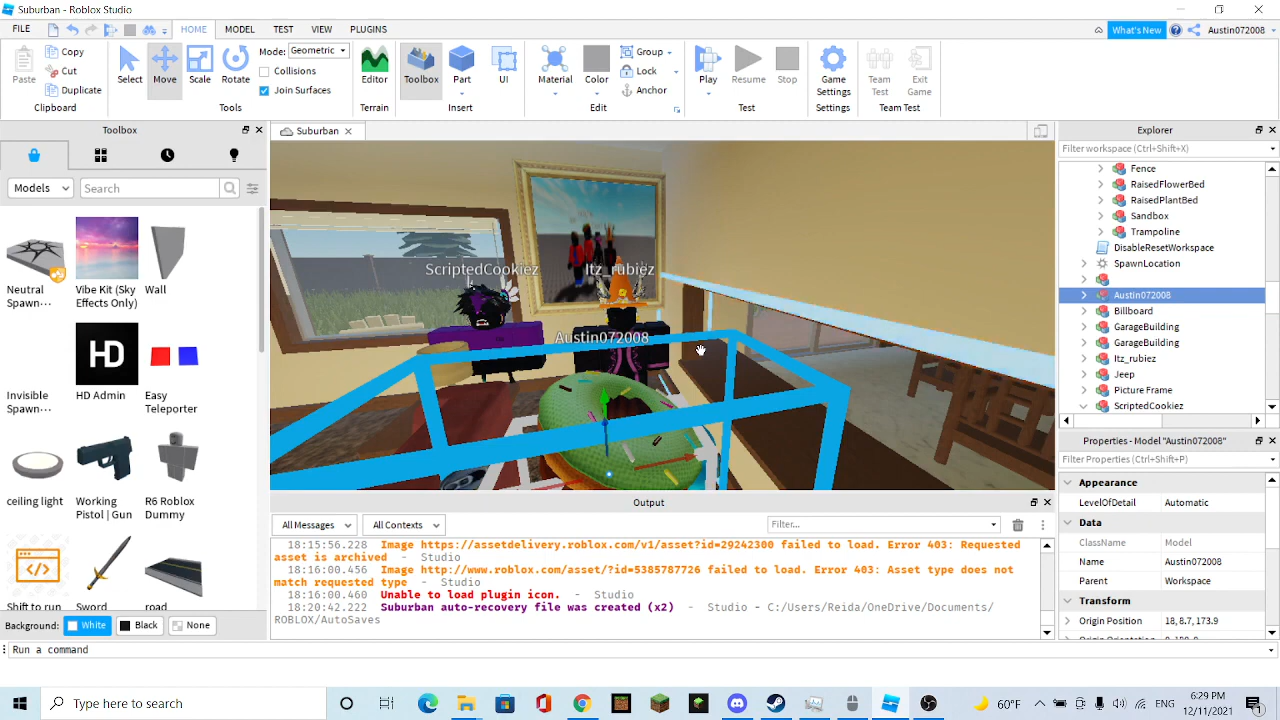 Suburban - Roblox Studio
FILE HOME MODEL TEST VIEW PLUGINS What's New Austin072008
Paste Copy Cut Duplicate Clipboard
Select Move Scale Rotate Mode: Geometric Collisions Join Surfaces Tools
Editor Terrain
Toolbox Part UI Insert
Material Color Group Lock Anchor Edit
Play Resume Stop Test
Game Settings Settings
Team Test Exit Game Team Test
Toolbox
Models Search
Neutral Spawn...
Vibe Kit (Sky Effects Only)
Wall
HD
Invisible Spawn...
HD Admin
Easy Teleporter
ceiling light
Working Pistol | Gun
R6 Roblox Dummy
Shift to run
Sword
road
Background: White Black None
Suburban
ScriptedCookiez
Itz_rubiez
Austin072008
Output
All Messages All Contexts Filter...
18:15:56.228 Image https://assetdelivery.roblox.com/v1/asset?id=29242300 failed to load. Error 403: Requested
asset is archived - Studio
18:16:00.456 Image http://www.roblox.com/asset/?id=5385787726 failed to load. Error 403: Asset type does not
match requested type - Studio
18:16:00.460 Unable to load plugin icon. - Studio
18:20:42.222 Suburban auto-recovery file was created (x2) - Studio - C:/Users/Reida/OneDrive/Documents/
ROBLOX/AutoSaves
Explorer
Filter workspace (Ctrl+Shift+X)
Fence
RaisedFlowerBed
RaisedPlantBed
Sandbox
Trampoline
DisableResetWorkspace
SpawnLocation
Austin072008
Billboard
GarageBuilding
GarageBuilding
Itz_rubiez
Jeep
Picture Frame
ScriptedCookiez
Properties - Model "Austin072008"
Filter Properties (Ctrl+Shift+P)
Appearance
LevelOfDetail Automatic
Data
ClassName Model
Name Austin072008
Parent Workspace
Transform
Origin Position 18, 8.7, 173.9
Run a command
Type here to search
60°F
12/11/2021